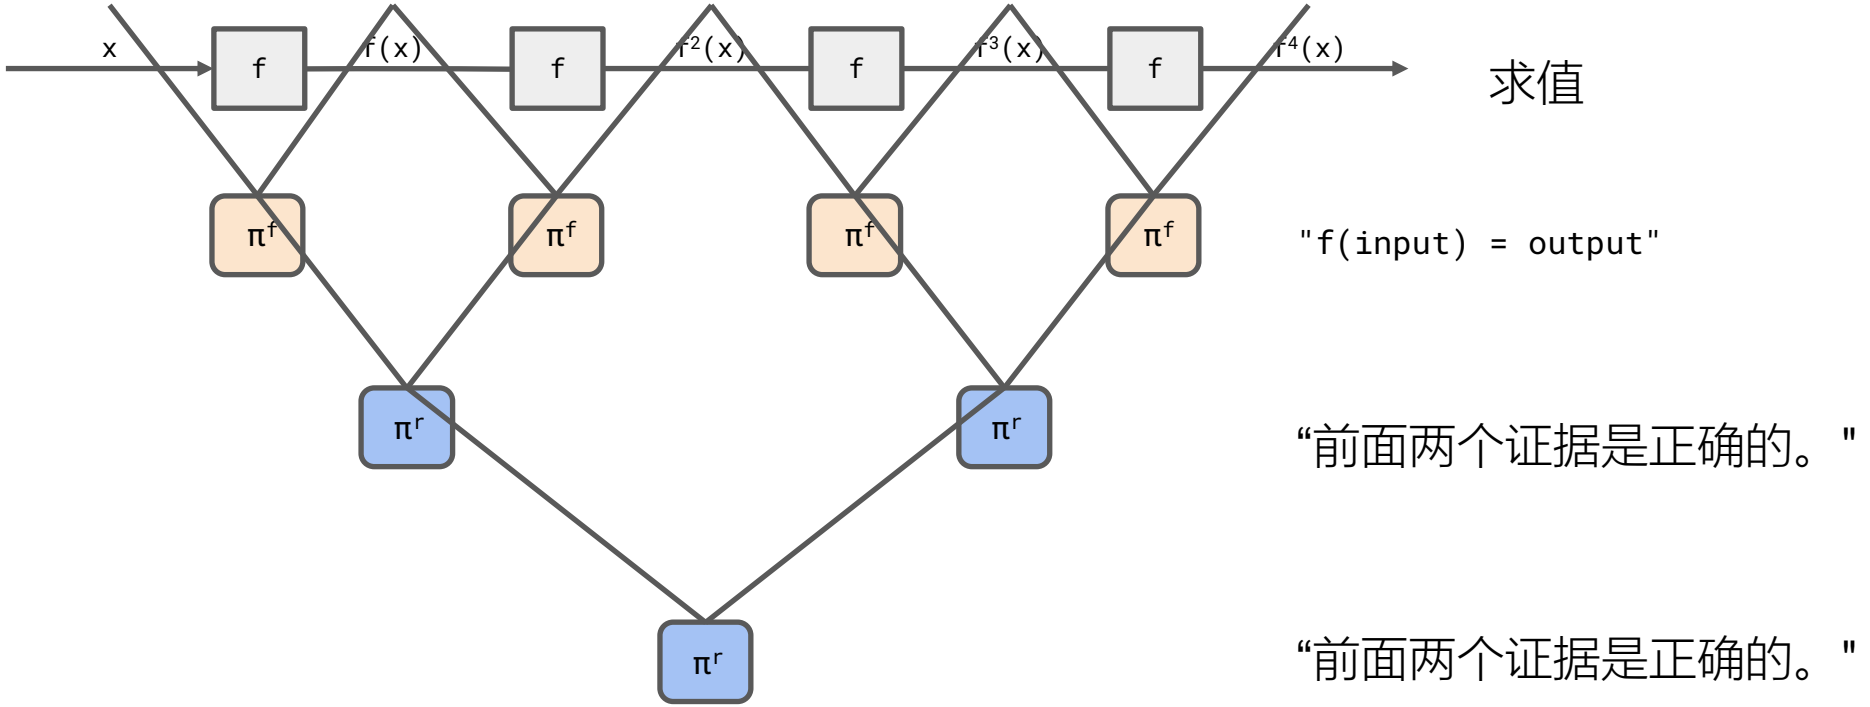 x f(x) f²(x) f³(x) f⁴(x)
f f f f 求值
πᶠ πᶠ πᶠ πᶠ "f(input) = output"
πʳ πʳ “前面两个证据是正确的。"
πʳ “前面两个证据是正确的。"